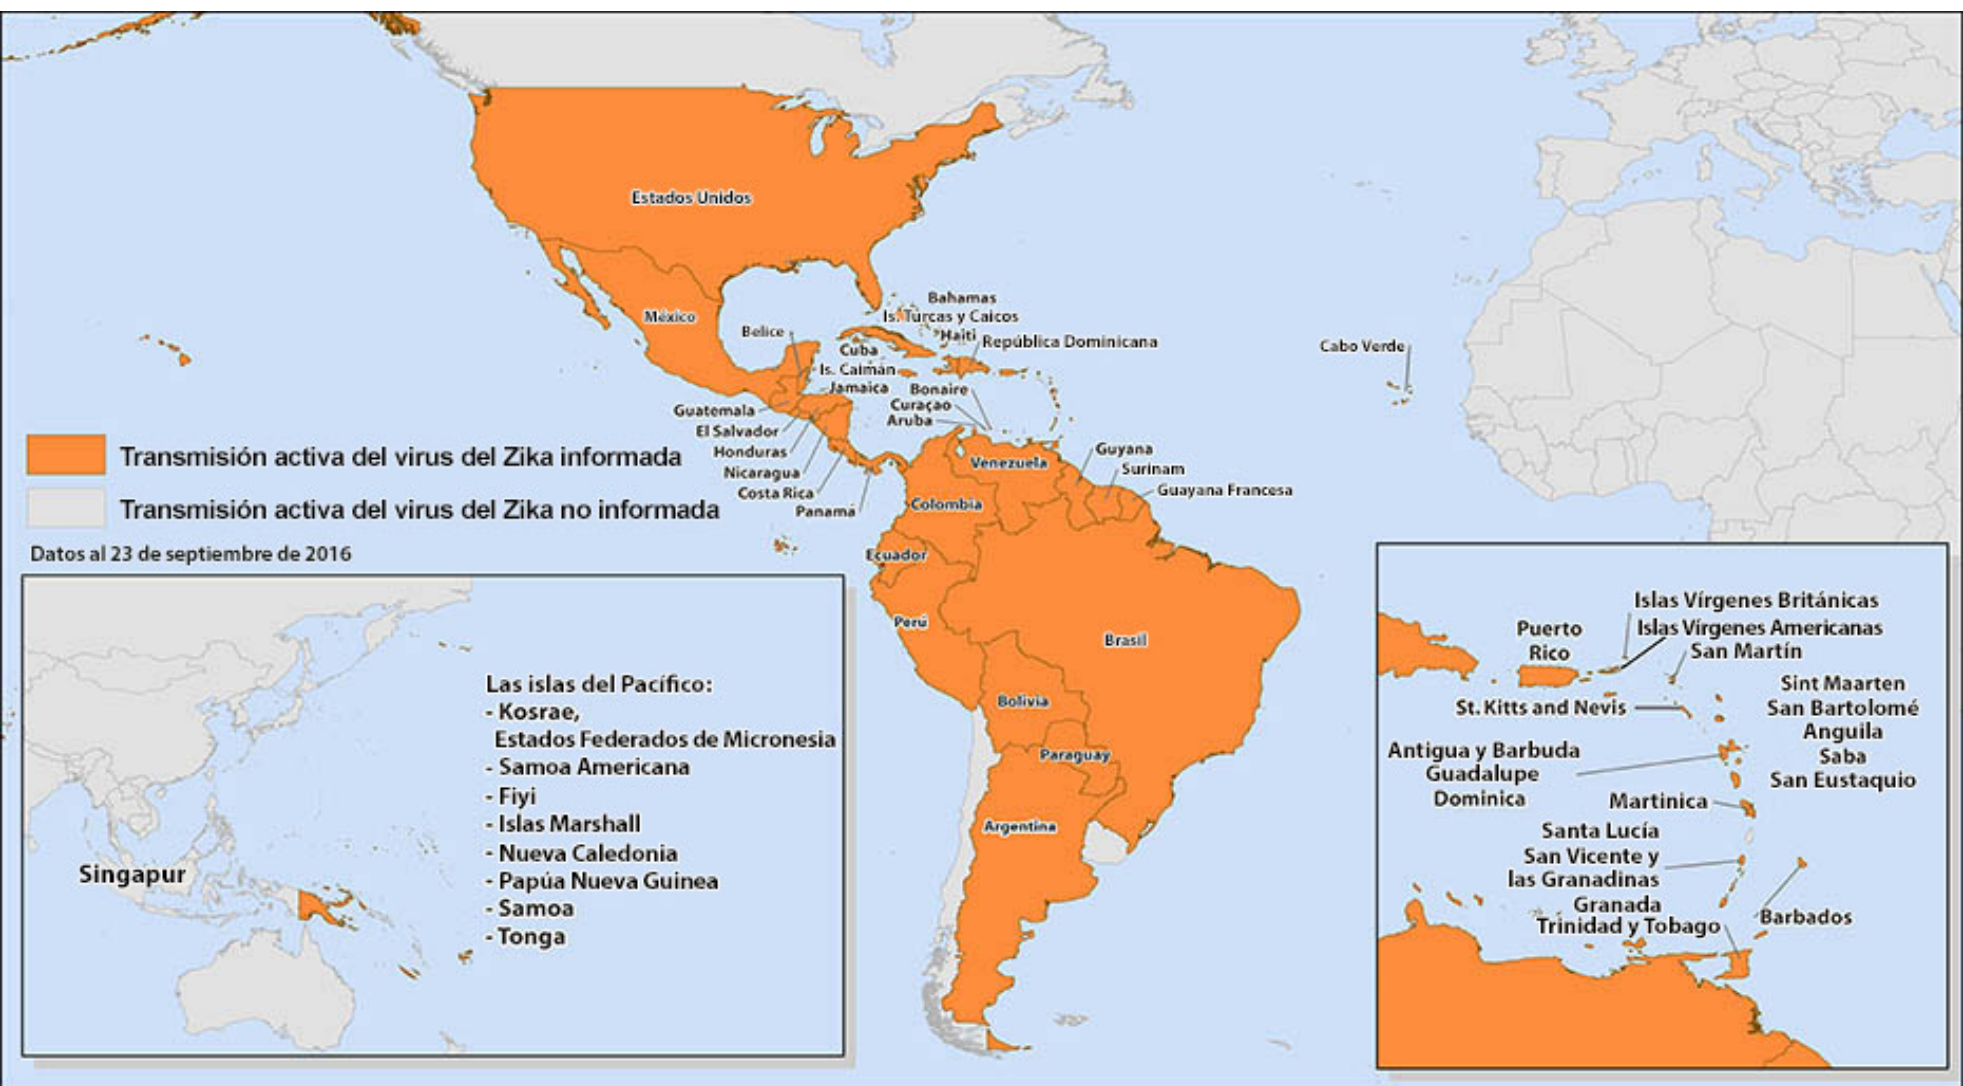 Estados Unidos
México
Bahamas
Is. Turcas y Caicos
Haiti
República Dominicana
Belice
Cuba
Is. Caimán
Jamaica
Bonaire
Curaçao
Aruba
Guatemala
El Salvador
Honduras
Nicaragua
Costa Rica
Panamá
Cabo Verde
Venezuela
Guyana
Surinam
Guayana Francesa
Colombia
Ecuador
Perú
Brasil
Bolivia
Paraguay
Argentina
Transmisión activa del virus del Zika informada
Transmisión activa del virus del Zika no informada
Datos al 23 de septiembre de 2016
Las islas del Pacífico:
- Kosrae,
Estados Federados de Micronesia
- Samoa Americana
- Fiyi
- Islas Marshall
- Nueva Caledonia
- Papúa Nueva Guinea
- Samoa
- Tonga
Singapur
Islas Vírgenes Británicas
Islas Vírgenes Americanas
San Martín
Puerto
Rico
Sint Maarten
San Bartolomé
Anguila
Saba
San Eustaquio
St. Kitts and Nevis
Antigua y Barbuda
Guadalupe
Dominica
Martinica
Santa Lucía
San Vicente y
las Granadinas
Granada
Trinidad y Tobago
Barbados